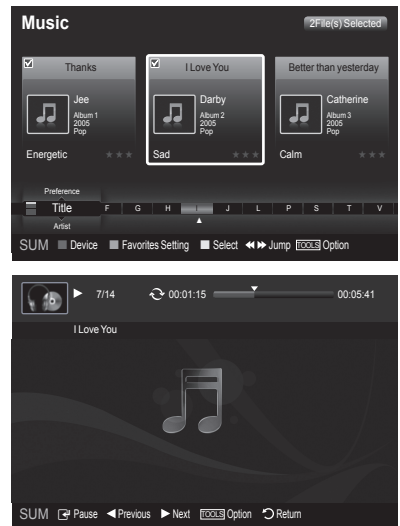 Music 2File(s) Selected
Thanks I Love You Better than yesterday
Jee Darby Catherine
Album 1 Album 2 Album 3
2005 2005 2005
Pop Pop Pop
Energetic ★★★ Sad ★★★ Calm ★★★
Preference
Title F G H I J L P S T V
Artist
SUM Device Favorites Setting Select ◀◀ ▶▶ Jump TOOLS Option
▶ 7/14 00:01:15 00:05:41
I Love You
SUM Pause ◀ Previous ▶ Next TOOLS Option Return